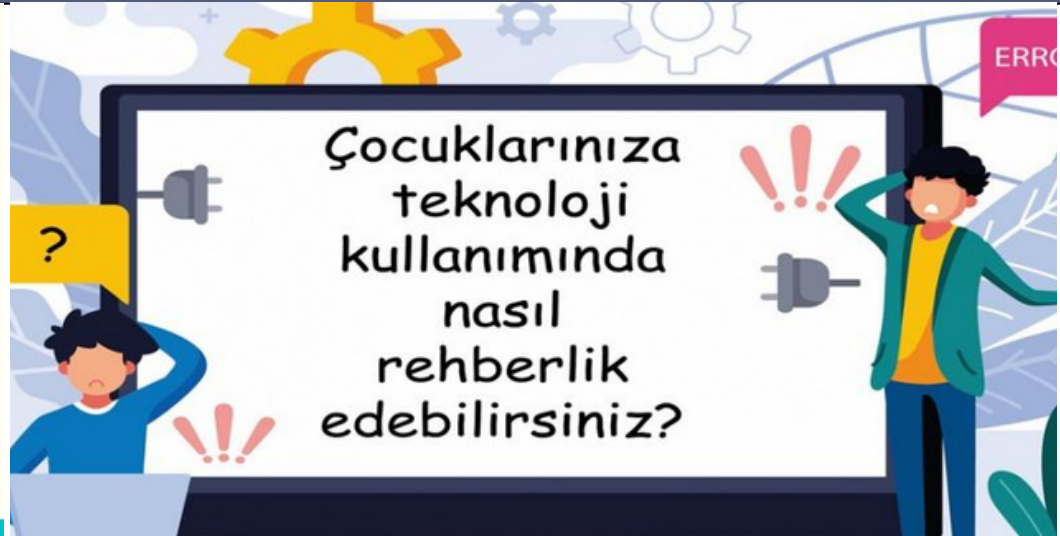 ERRO
Çocuklarınıza
teknoloji
kullanımında
nasıl
rehberlik
edebilirsiniz?
?